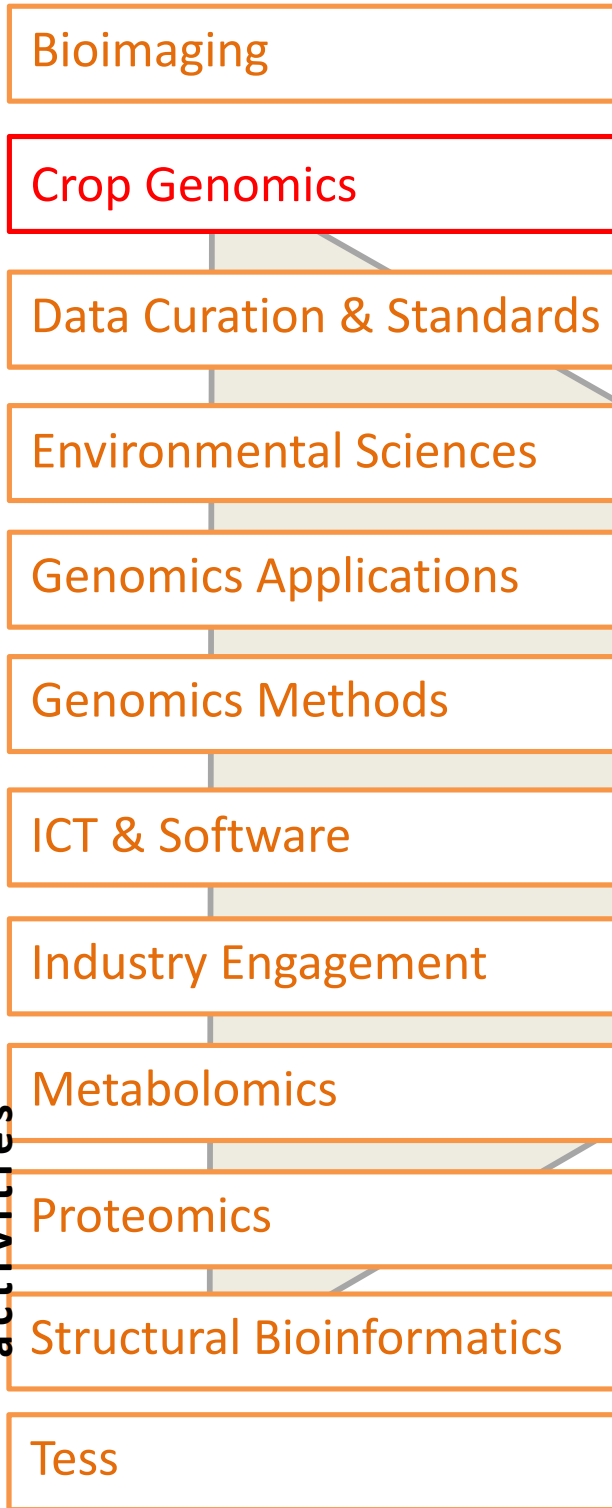 Bioimaging
Crop Genomics
Data Curation & Standards
Environmental Sciences
Genomics Applications
Genomics Methods
ICT & Software
Industry Engagement
Metabolomics
Proteomics
Structural Bioinformatics
Tess
activities